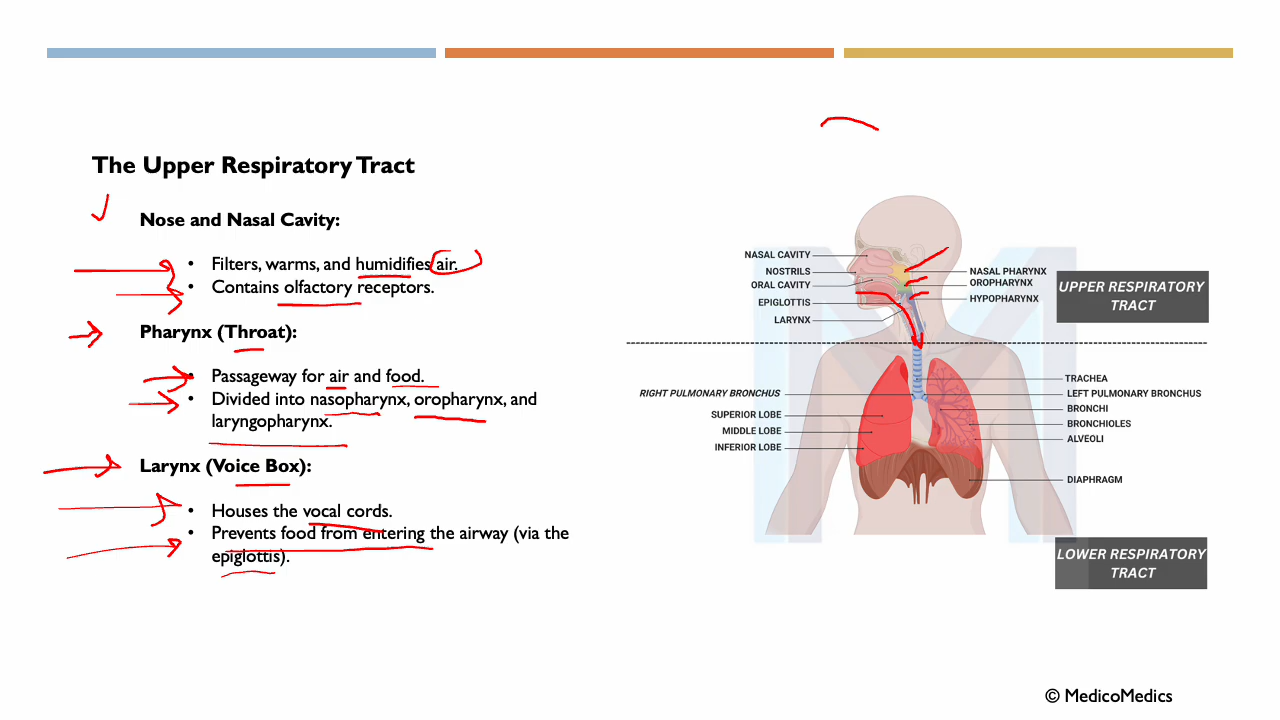 The Upper Respiratory Tract
Nose and Nasal Cavity:
• Filters, warms, and humidifies air.
• Contains olfactory receptors.
Pharynx (Throat):
• Passageway for air and food.
• Divided into nasopharynx, oropharynx, and
laryngopharynx.
Larynx (Voice Box):
• Houses the vocal cords.
• Prevents food from entering the airway (via the
epiglottis).
NASAL CAVITY
NOSTRILS
ORAL CAVITY
EPIGLOTTIS
LARYNX
NASAL PHARYNX
OROPHARYNX
HYPOPHARYNX
UPPER RESPIRATORY
TRACT
RIGHT PULMONARY BRONCHUS
SUPERIOR LOBE
MIDDLE LOBE
INFERIOR LOBE
TRACHEA
LEFT PULMONARY BRONCHUS
BRONCHI
BRONCHIOLES
ALVEOLI
DIAPHRAGM
LOWER RESPIRATORY
TRACT
© MedicoMedics